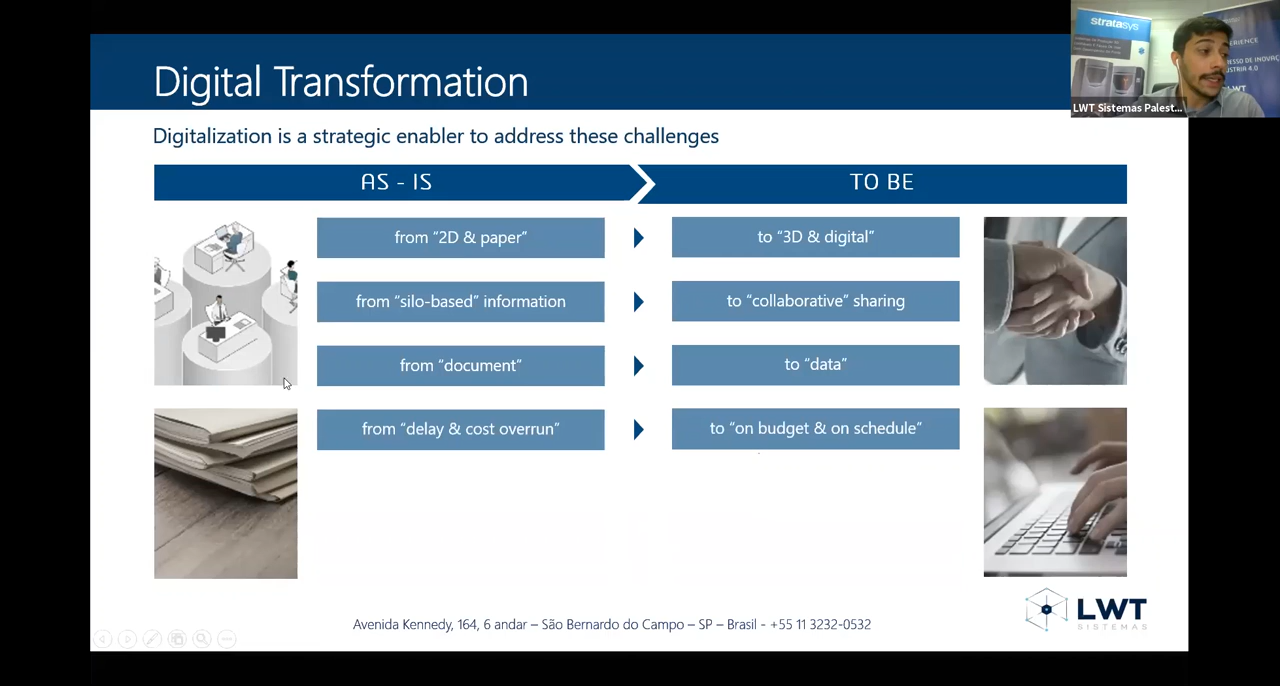 Digital Transformation
Digitalization is a strategic enabler to address these challenges
AS - IS
TO BE
from “2D & paper”
to “3D & digital”
from “silo-based” information
to “collaborative” sharing
from “document”
to “data”
from “delay & cost overrun”
to “on budget & on schedule”
Avenida Kennedy, 164, 6 andar – São Bernardo do Campo – SP – Brasil - +55 11 3232-0532
LWT
SISTEMAS
stratasys
LWT Sistemas Palest...
LWT